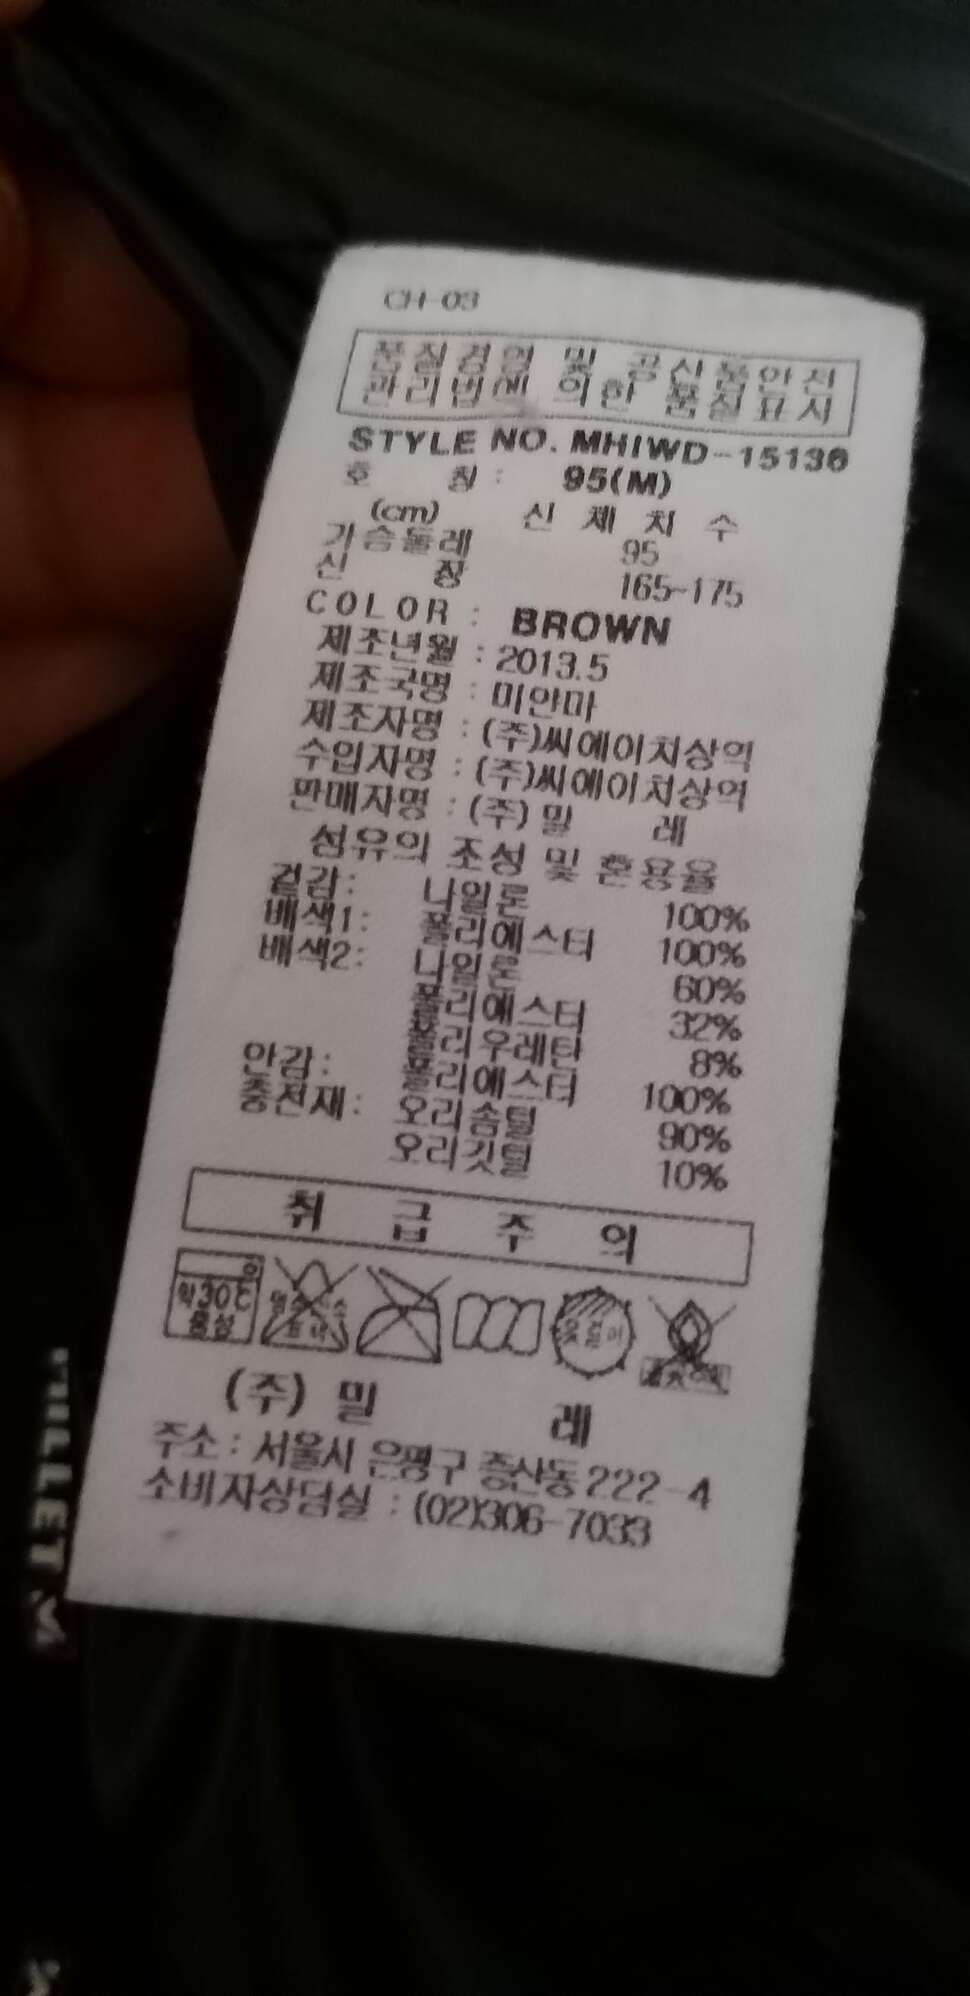 CH-03
품질경영 및 공산품안전
관리법에 의한 품질표시
STYLE NO. MHIWD-15136
호 칭 : 95(M)
(cm) 신 체 치 수
가슴둘레 95
신 장 165-175
COLOR : BROWN
제조년월 : 2013.5
제조국명 : 미얀마
제조자명 : (주)씨에이치상역
수입자명 : (주)씨에이치상역
판매자명 : (주) 밀 레
섬유의 조성 및 혼용율
겉감: 나일론 100%
배색1: 폴리에스터 100%
배색2: 나일론 60%
폴리에스터 32%
폴리우레탄 8%
안감: 폴리에스터 100%
충전재: 오리솜털 90%
오리깃털 10%
취 급 주 의
약30℃
중성
옷걸이
(주) 밀 레
주소 : 서울시 은평구 증산동 222-4
소비자상담실 : (02)306-7033
MILLET